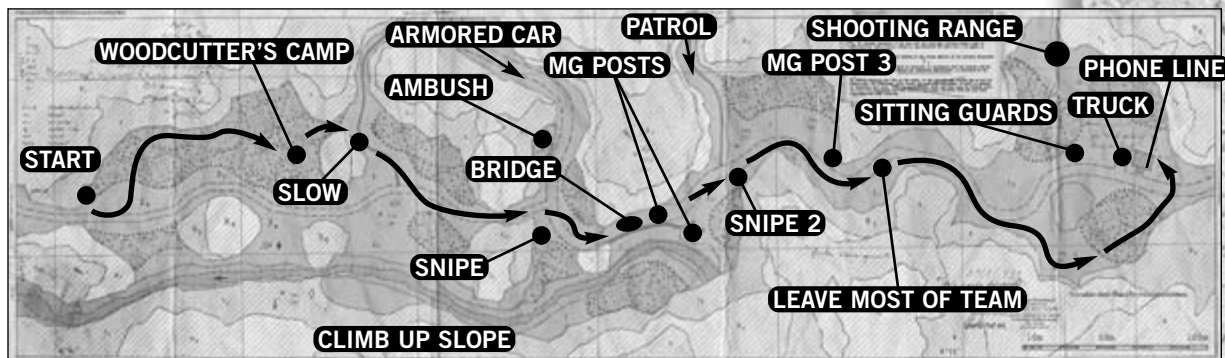 START
WOODCUTTER'S CAMP
SLOW
ARMORED CAR
AMBUSH
BRIDGE
SNIPE
CLIMB UP SLOPE
MG POSTS
PATROL
SNIPE 2
MG POST 3
LEAVE MOST OF TEAM
SHOOTING RANGE
SITTING GUARDS
TRUCK
PHONE LINE